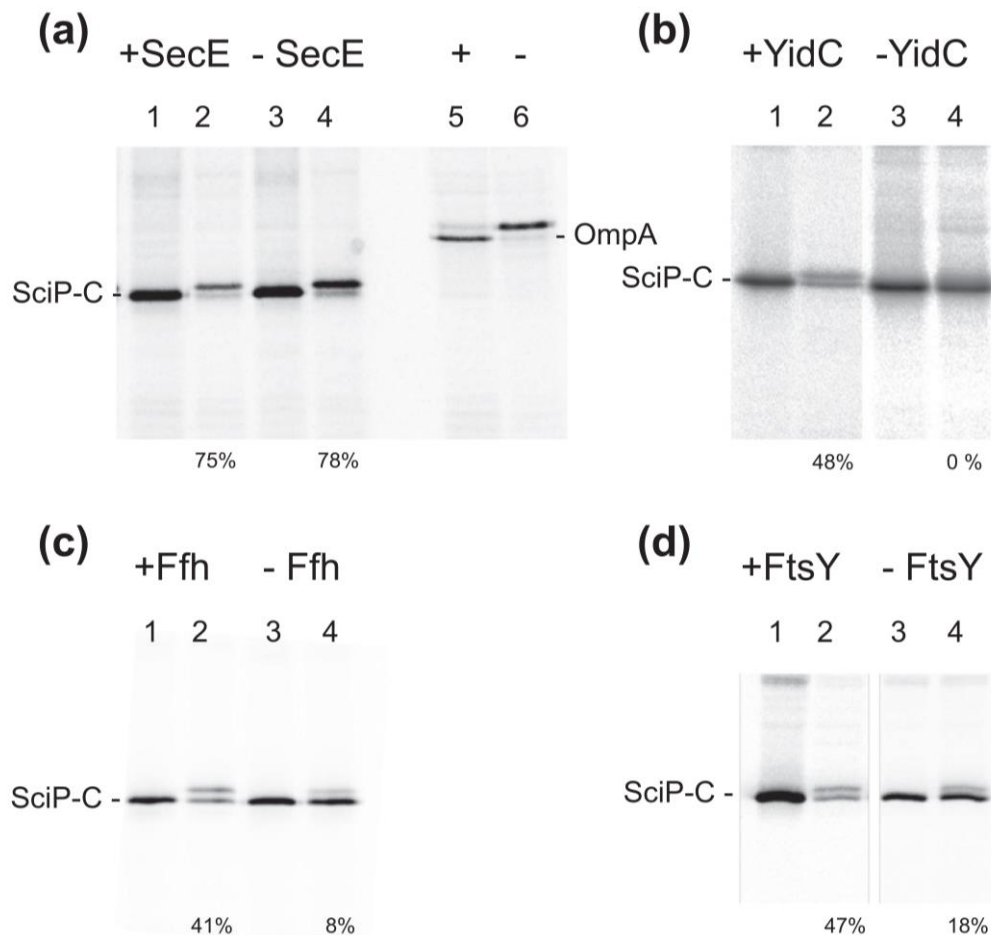 (a)
+SecE - SecE + -
1 2 3 4 5 6
- OmpA
SciP-C -
75% 78%
(b)
+YidC -YidC
1 2 3 4
SciP-C -
48% 0 %
(c)
+Ffh - Ffh
1 2 3 4
SciP-C -
41% 8%
(d)
+FtsY - FtsY
1 2 3 4
SciP-C -
47% 18%